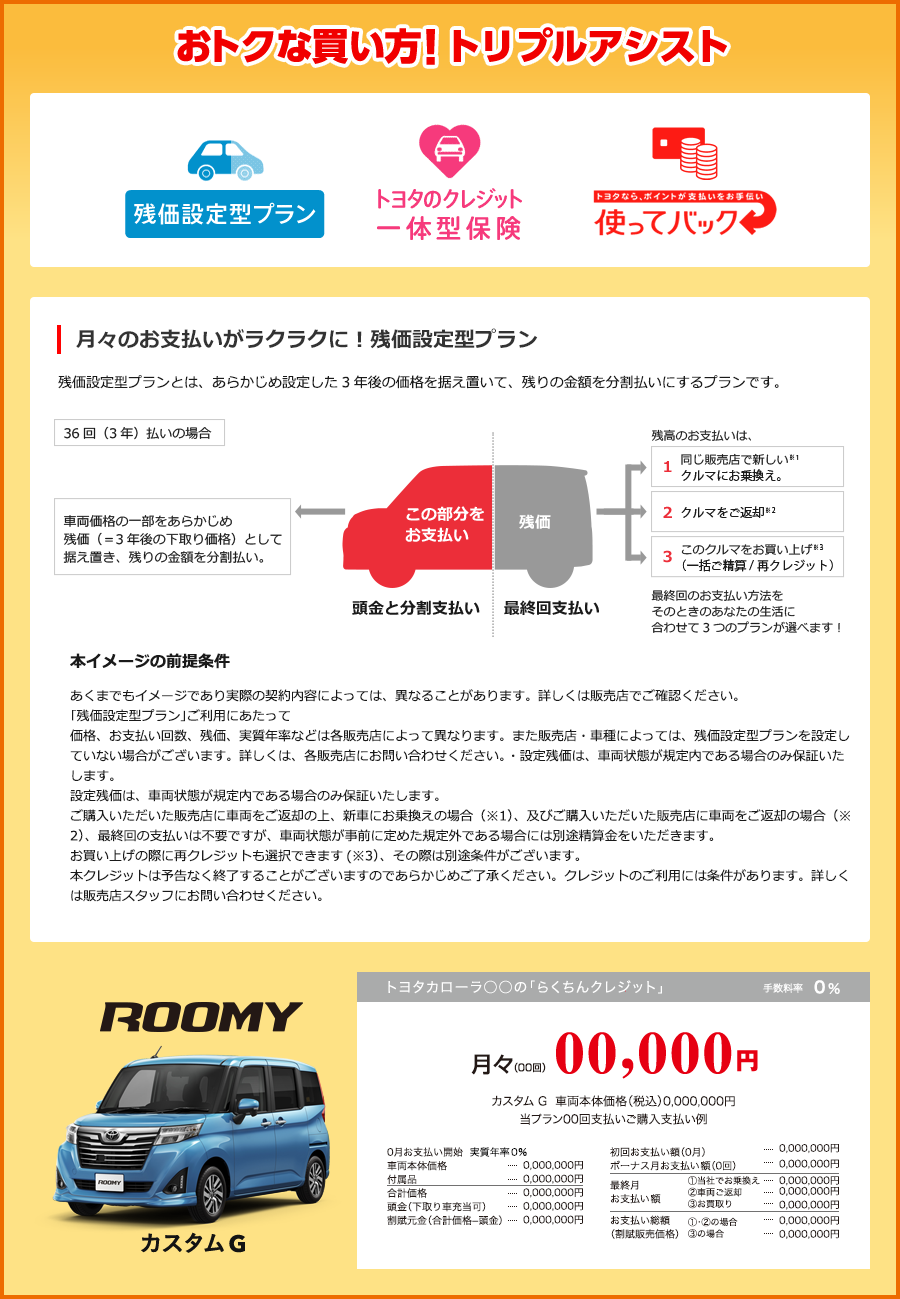 おトクな買い方！トリプルアシスト
残価設定型プラン
トヨタのクレジット
一体型保険
トヨタなら、ポイントが支払いをお手伝い
使ってバック
月々のお支払いがラクラクに！残価設定型プラン
残価設定型プランとは、あらかじめ設定した3年後の価格を据え置いて、残りの金額を分割払いにするプランです。
36回（3年）払いの場合
車両価格の一部をあらかじめ
残価（＝3年後の下取り価格）として
据え置き、残りの金額を分割払い。
この部分を
お支払い
残価
頭金と分割支払い
最終回支払い
残高のお支払いは、
1 同じ販売店で新しい※1
クルマにお乗換え。
2 クルマをご返却※2
3 このクルマをお買い上げ※3
（一括ご精算/再クレジット）
最終回のお支払い方法を
そのときのあなたの生活に
合わせて3つのプランが選べます！
本イメージの前提条件
あくまでもイメージであり実際の契約内容によっては、異なることがあります。詳しくは販売店でご確認ください。
「残価設定型プラン」ご利用にあたって
価格、お支払い回数、残価、実質年率などは各販売店によって異なります。また販売店・車種によっては、残価設定型プランを設定し
ていない場合がございます。詳しくは、各販売店にお問い合わせください。・設定残価は、車両状態が規定内である場合のみ保証いた
します。
設定残価は、車両状態が規定内である場合のみ保証いたします。
ご購入いただいた販売店に車両をご返却の上、新車にお乗換えの場合（※1）、及びご購入いただいた販売店に車両をご返却の場合（※
2）、最終回の支払いは不要ですが、車両状態が事前に定めた規定外である場合には別途精算金をいただきます。
お買い上げの際に再クレジットも選択できます(※3）、その際は別途条件がございます。
本クレジットは予告なく終了することがございますのであらかじめご了承ください。クレジットのご利用には条件があります。詳しく
は販売店スタッフにお問い合わせください。
ROOMY
ROOMY
カスタムG
トヨタカローラ〇〇の「らくちんクレジット」 手数料率 0%
月々(00回) 00,000円
カスタム G 車両本体価格(税込)0,000,000円
当プラン00回支払いご購入支払い例
0月お支払い開始 実質年率0%
車両本体価格 ···· 0,000,000円
付属品 ···· 0,000,000円
合計価格 ···· 0,000,000円
頭金(下取り車充当可) ···· 0,000,000円
割賦元金(合計価格−頭金) ···· 0,000,000円
初回お支払い額(0月) ···· 0,000,000円
ボーナス月お支払い額(0回) ···· 0,000,000円
最終月
お支払い額
①当社でお乗換え ···· 0,000,000円
②車両ご返却 ···· 0,000,000円
③お買取り ···· 0,000,000円
お支払い総額
(割賦販売価格)
①・②の場合 ···· 0,000,000円
③の場合 ···· 0,000,000円